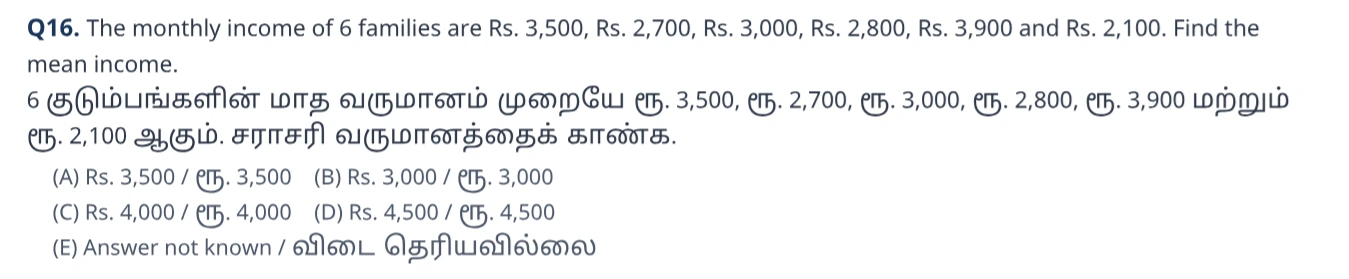 Q16. The monthly income of 6 families are Rs. 3,500, Rs. 2,700, Rs. 3,000, Rs. 2,800, Rs. 3,900 and Rs. 2,100. Find the
mean income.
6 குடும்பங்களின் மாத வருமானம் முறையே ரூ. 3,500, ரூ. 2,700, ரூ. 3,000, ரூ. 2,800, ரூ. 3,900 மற்றும்
ரூ. 2,100 ஆகும். சராசரி வருமானத்தைக் காண்க.
(A) Rs. 3,500 / ரூ. 3,500 (B) Rs. 3,000 / ரூ. 3,000
(C) Rs. 4,000 / ரூ. 4,000 (D) Rs. 4,500 / ரூ. 4,500
(E) Answer not known / விடை தெரியவில்லை